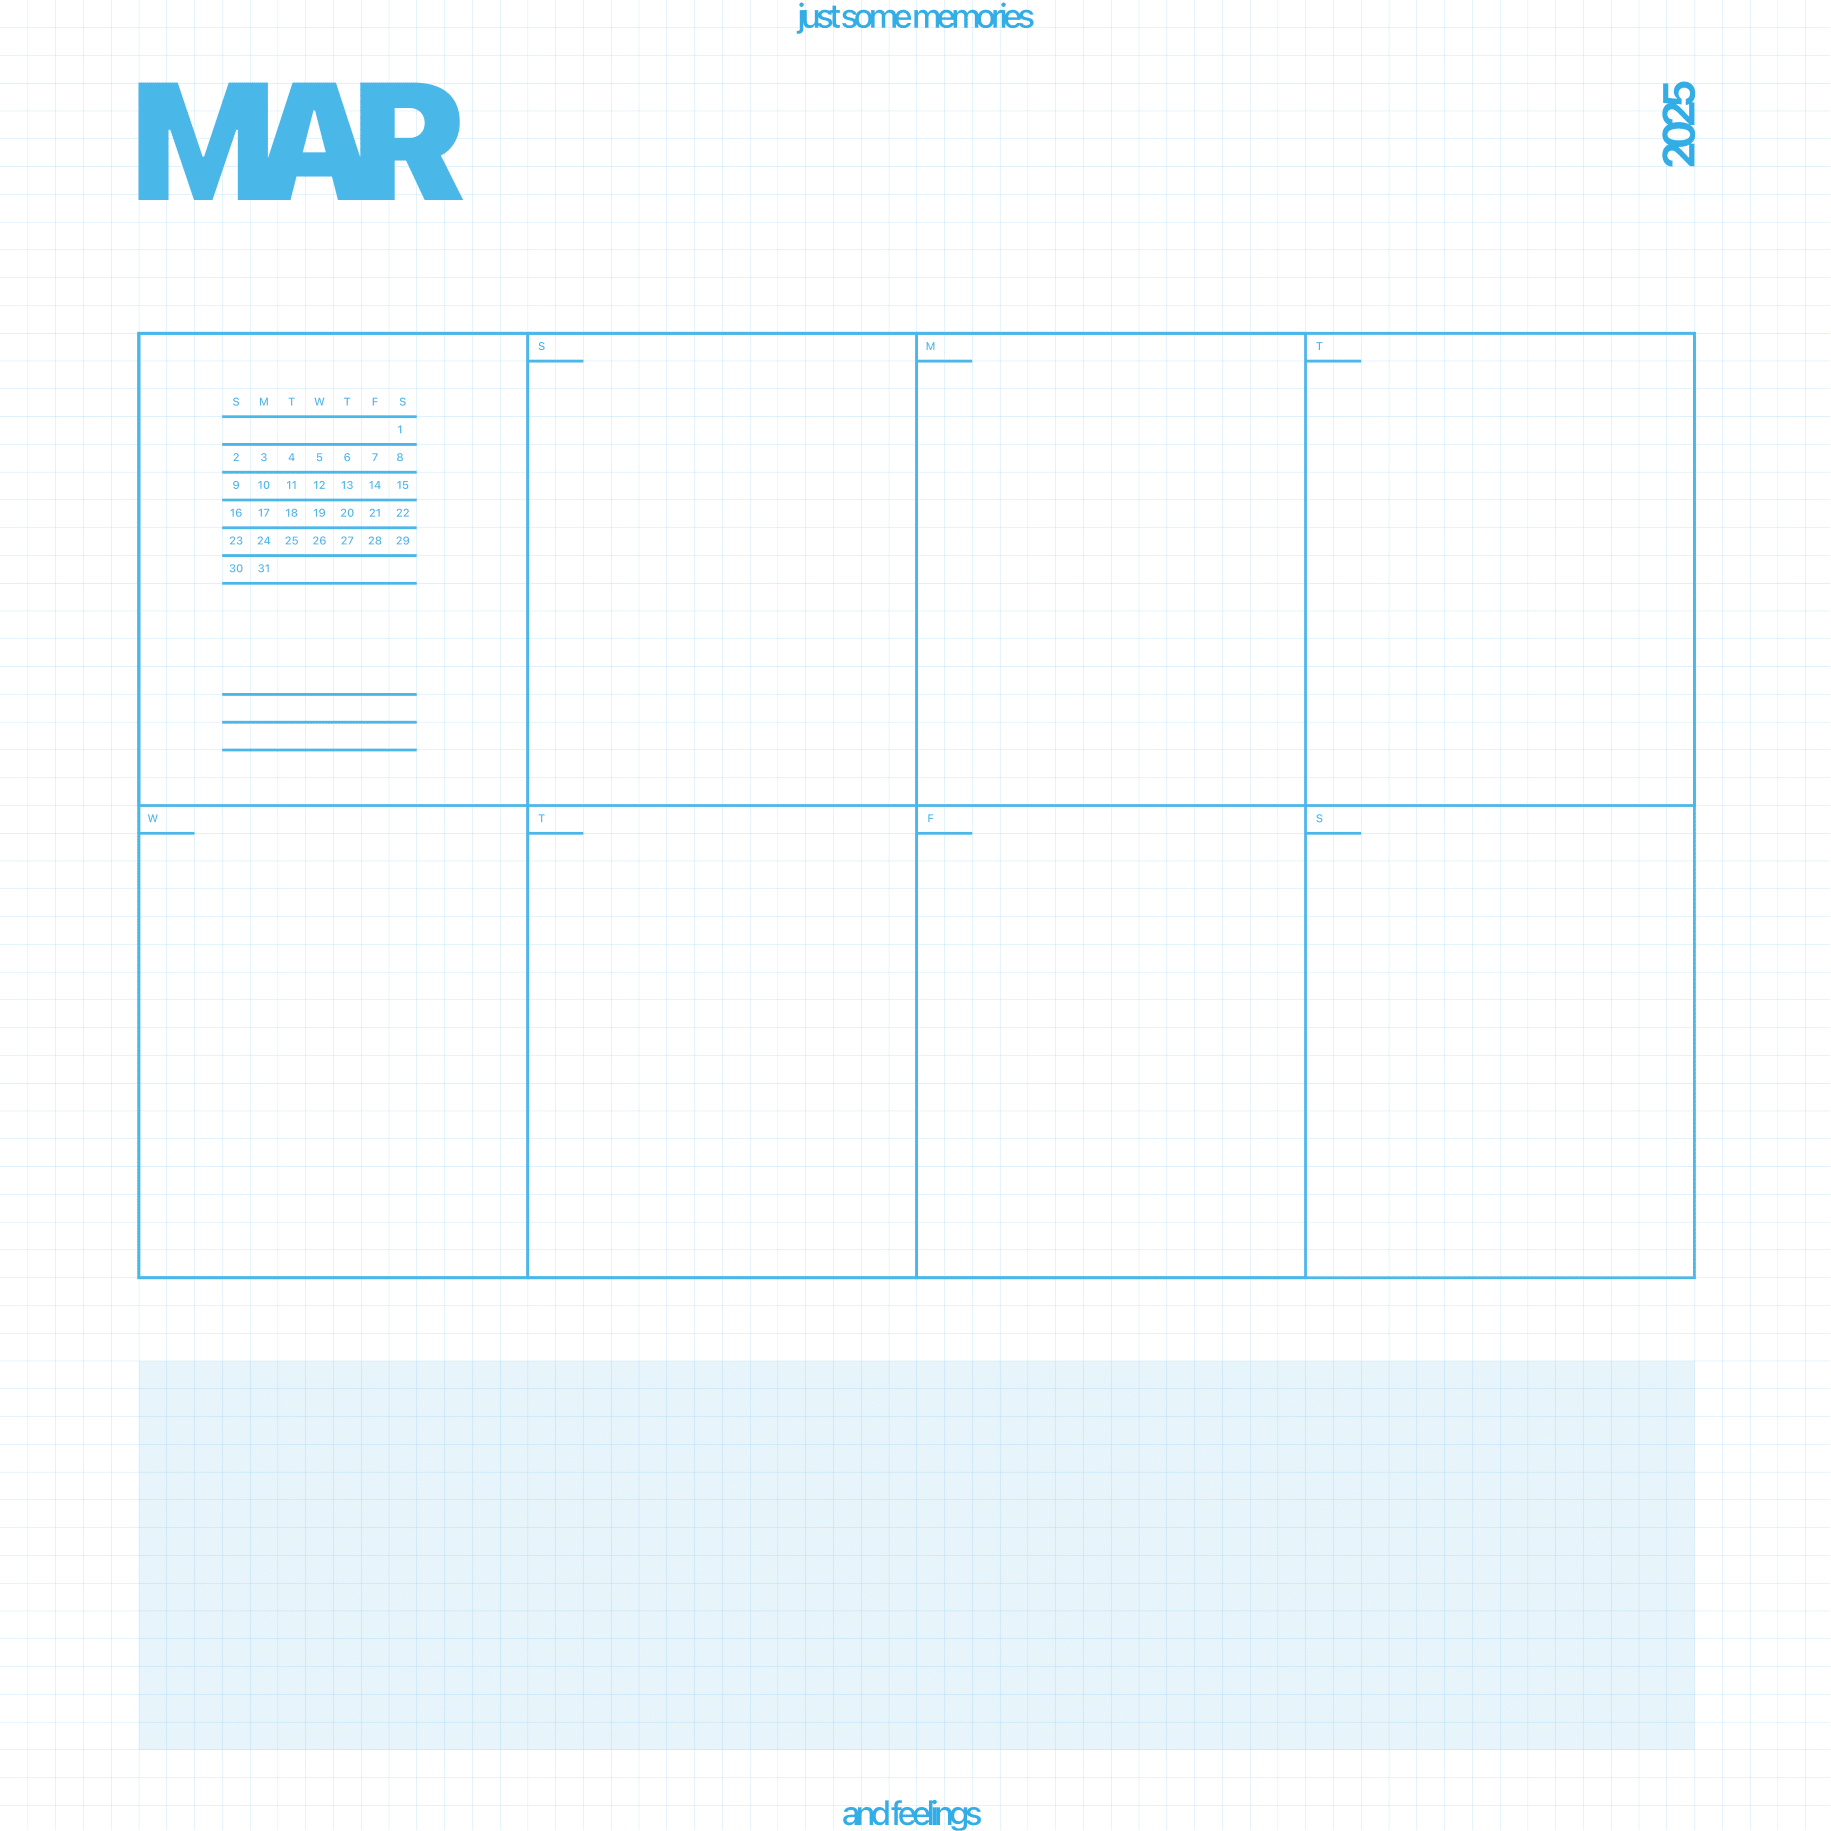 just some memories
MAR
2025
S M T
S M T W T F S
1
2 3 4 5 6 7 8
9 10 11 12 13 14 15
16 17 18 19 20 21 22
23 24 25 26 27 28 29
30 31
W T F S
and feelings